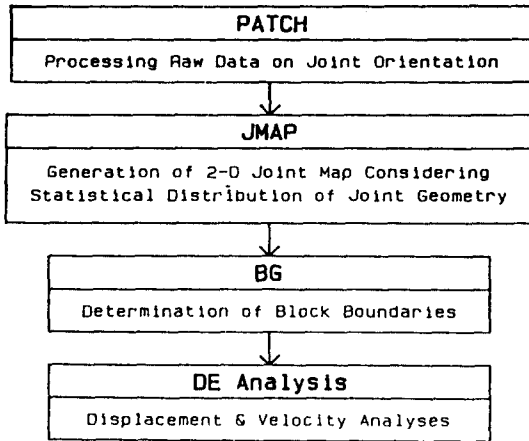 PATCH
Processing Raw Data on Joint Orientation
JMAP
Generation of 2-D Joint Map Considering
Statistical Distribution of Joint Geometry
BG
Determination of Block Boundaries
DE Analysis
Displacement & Velocity Analyses